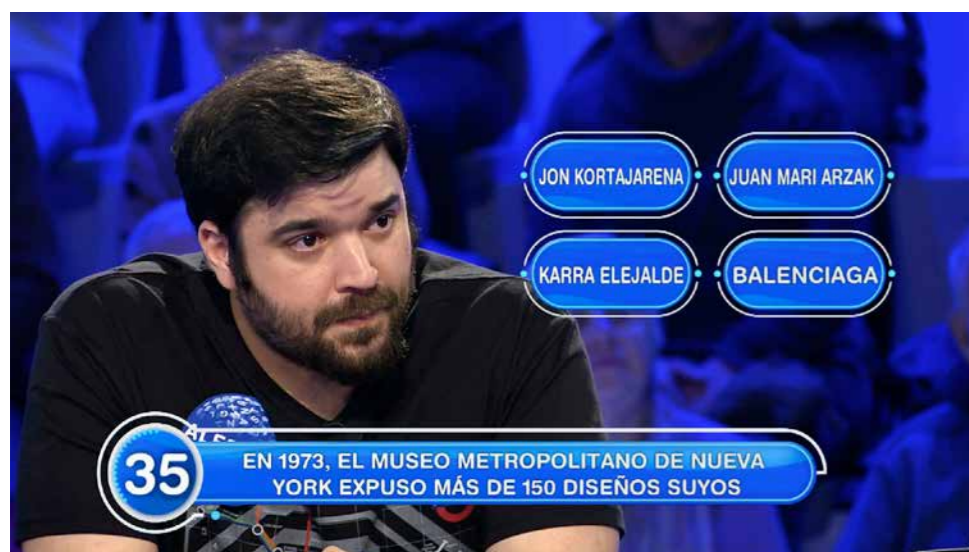 JON KORTAJARENA
JUAN MARI ARZAK
KARRA ELEJALDE
BALENCIAGA
35
EN 1973, EL MUSEO METROPOLITANO DE NUEVA
YORK EXPUSO MÁS DE 150 DISEÑOS SUYOS